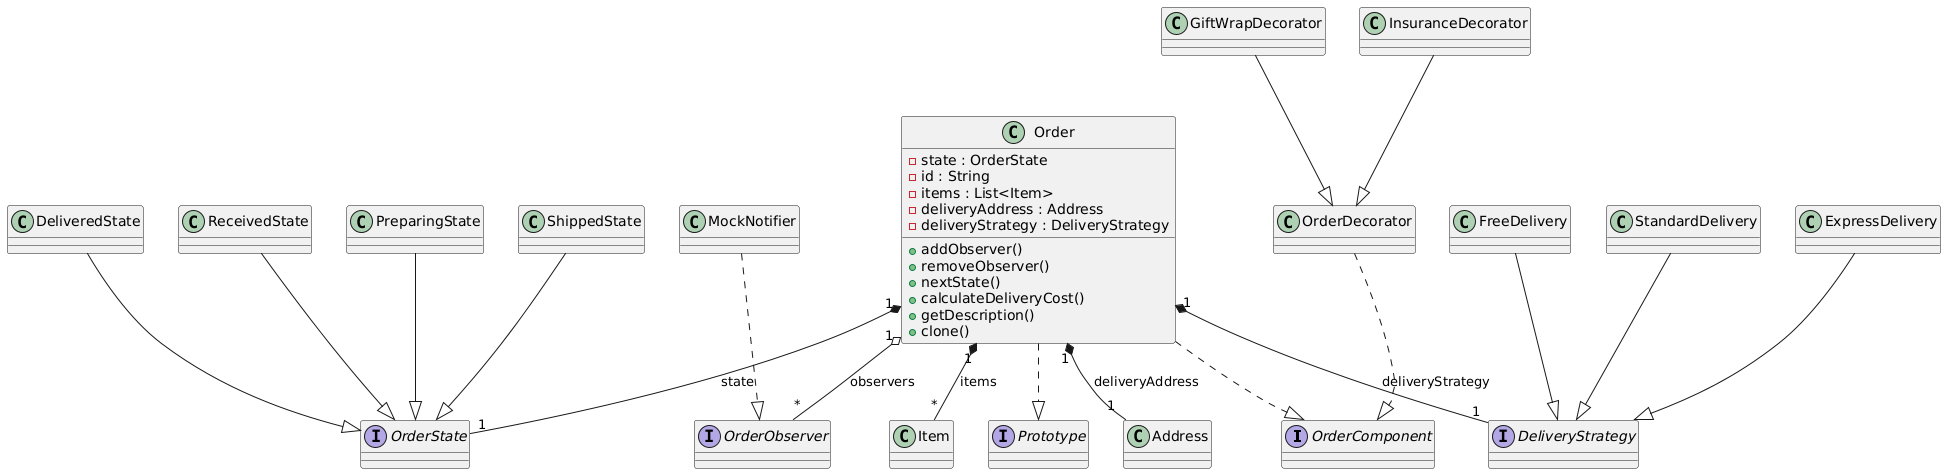 C GiftWrapDecorator
C InsuranceDecorator
C Order
state : OrderState
id : String
items : List<Item>
deliveryAddress : Address
deliveryStrategy : DeliveryStrategy
addObserver()
removeObserver()
nextState()
calculateDeliveryCost()
getDescription()
clone()
C DeliveredState
C ReceivedState
C PreparingState
C ShippedState
C MockNotifier
C OrderDecorator
C FreeDelivery
C StandardDelivery
C ExpressDelivery
1
1
1
1
1
state
observers
items
deliveryAddress
deliveryStrategy
1
*
*
1
1
I OrderState
I OrderObserver
C Item
I Prototype
C Address
I OrderComponent
I DeliveryStrategy